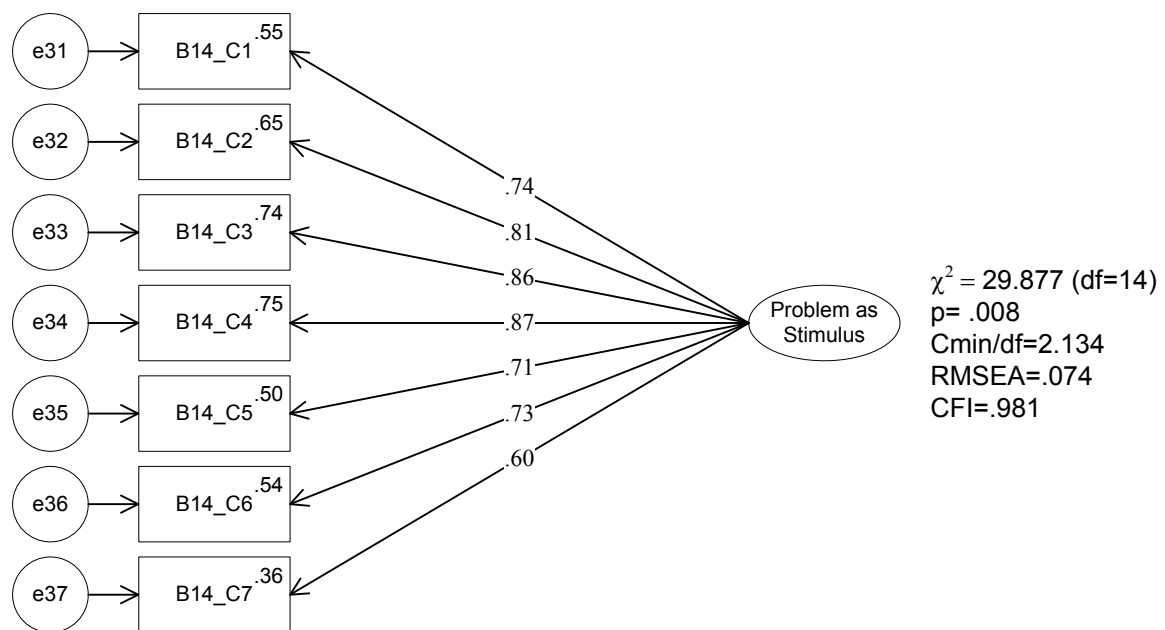 e31
B14_C1
.55
e32
B14_C2
.65
e33
B14_C3
.74
e34
B14_C4
.75
e35
B14_C5
.50
e36
B14_C6
.54
e37
B14_C7
.36
.74
.81
.86
.87
.71
.73
.60
Problem as
Stimulus
χ² = 29.877 (df=14)
p= .008
Cmin/df=2.134
RMSEA=.074
CFI=.981